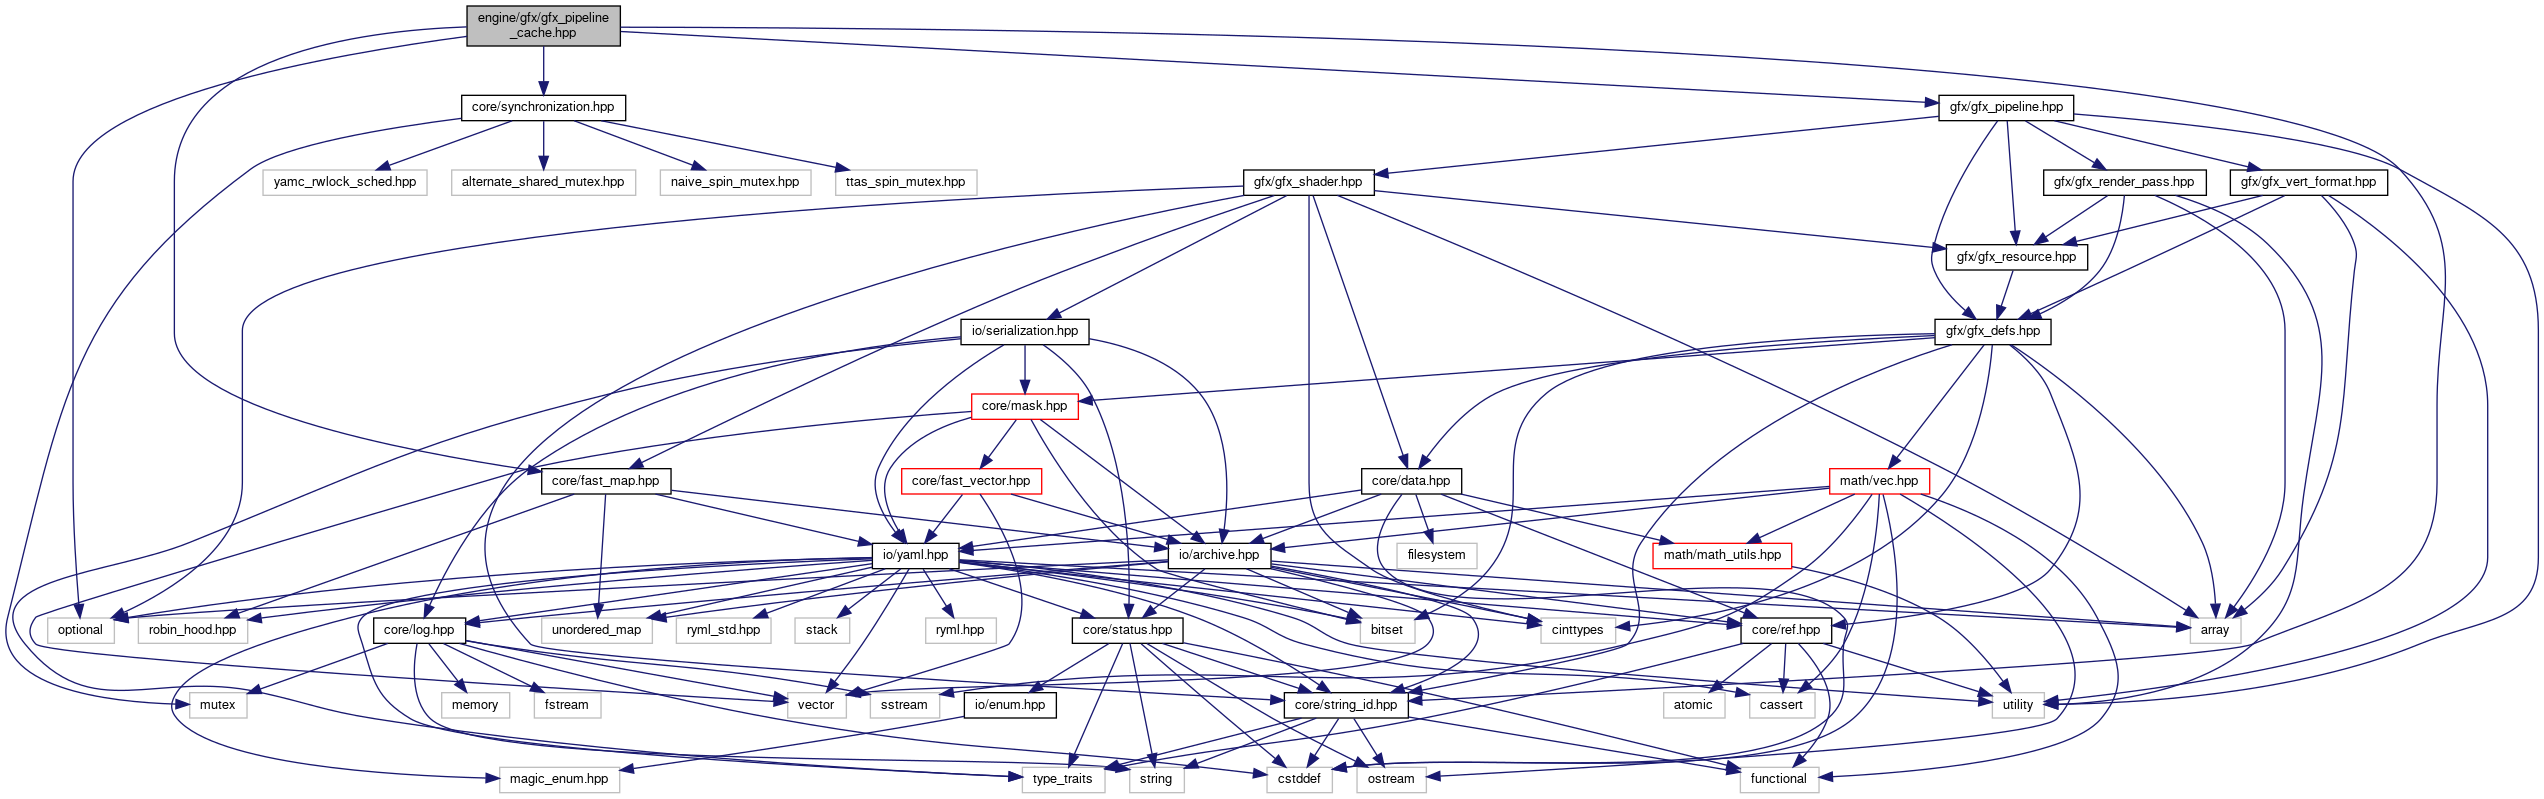 engine/gfx/gfx_pipeline
_cache.hpp
core/synchronization.hpp
gfx/gfx_pipeline.hpp
yamc_rwlock_sched.hpp
alternate_shared_mutex.hpp
naive_spin_mutex.hpp
ttas_spin_mutex.hpp
gfx/gfx_shader.hpp
gfx/gfx_render_pass.hpp
gfx/gfx_vert_format.hpp
gfx/gfx_resource.hpp
io/serialization.hpp
gfx/gfx_defs.hpp
core/mask.hpp
core/fast_map.hpp
core/fast_vector.hpp
core/data.hpp
math/vec.hpp
io/yaml.hpp
io/archive.hpp
filesystem
math/math_utils.hpp
optional
robin_hood.hpp
core/log.hpp
unordered_map
ryml_std.hpp
stack
ryml.hpp
core/status.hpp
bitset
cinttypes
core/ref.hpp
array
mutex
memory
fstream
vector
sstream
io/enum.hpp
core/string_id.hpp
atomic
cassert
utility
magic_enum.hpp
type_traits
string
cstddef
ostream
functional